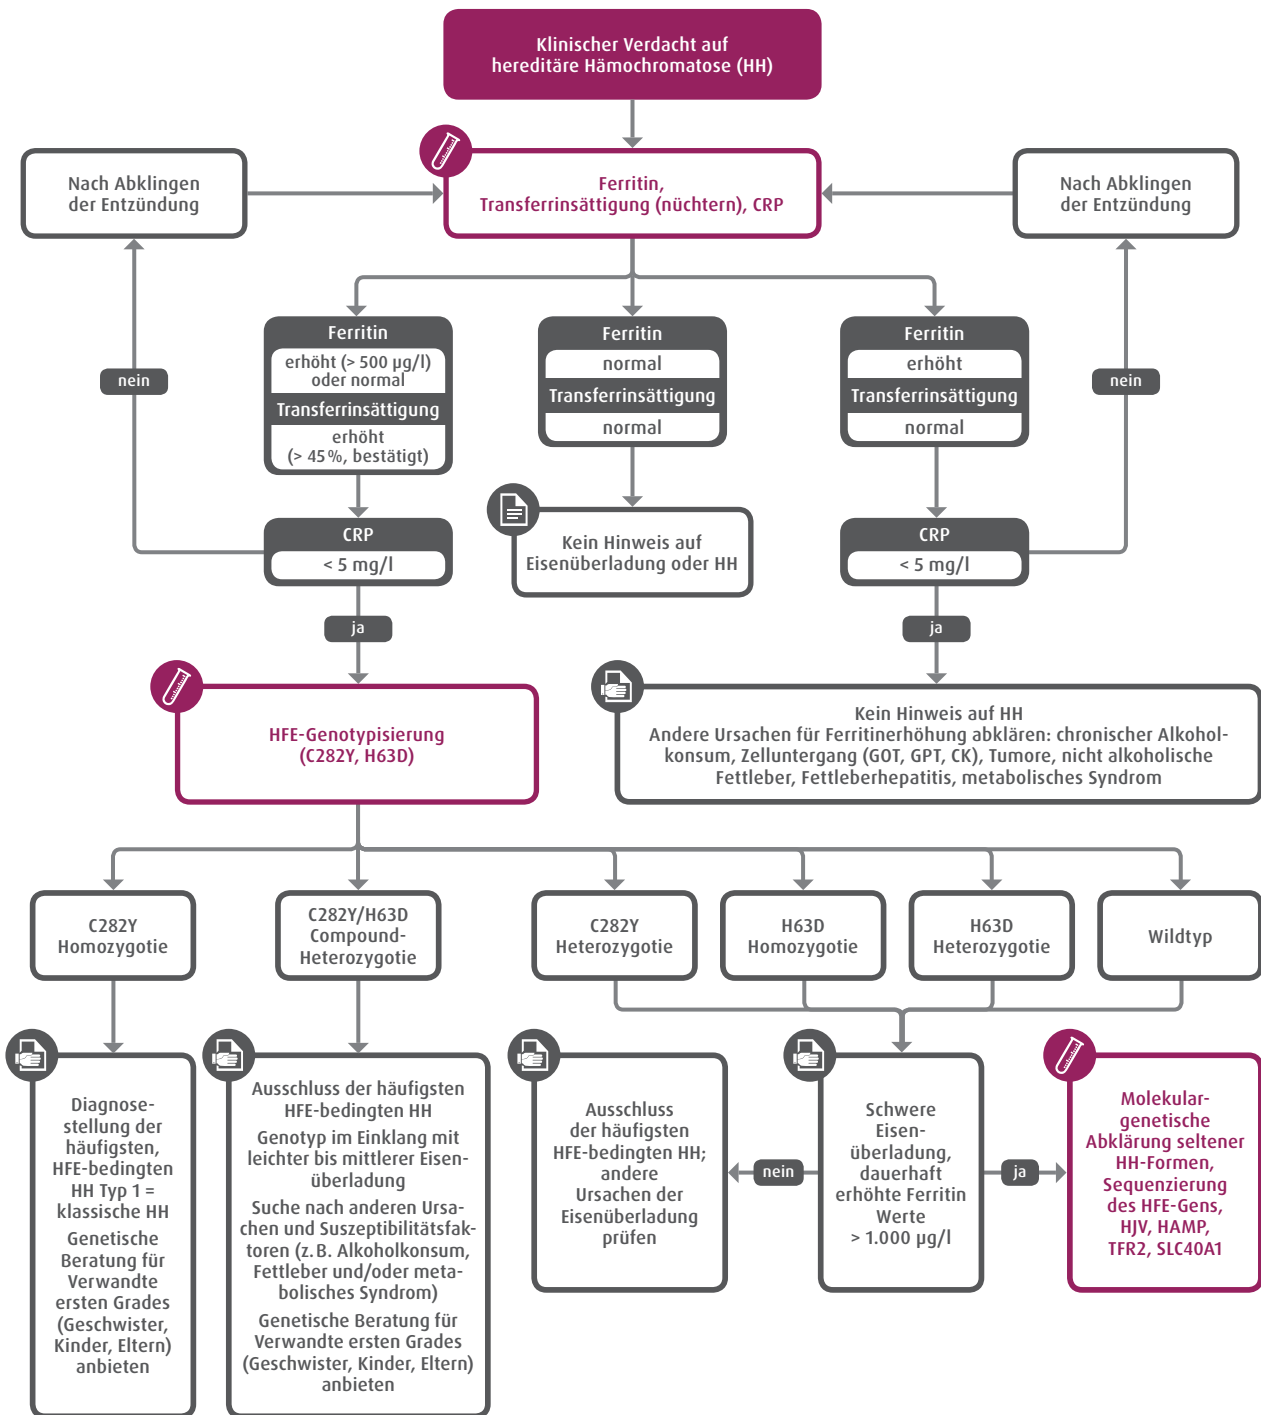 Klinischer Verdacht auf
hereditäre Hämochromatose (HH)
Nach Abklingen
der Entzündung
Ferritin,
Transferrinsättigung (nüchtern), CRP
Nach Abklingen
der Entzündung
Ferritin
erhöht (> 500 µg/l)
oder normal
Transferrinsättigung
erhöht
(> 45%, bestätigt)
Ferritin
normal
Transferrinsättigung
normal
Ferritin
erhöht
Transferrinsättigung
normal
nein
nein
CRP
< 5 mg/l
Kein Hinweis auf
Eisenüberladung oder HH
CRP
< 5 mg/l
ja
ja
HFE-Genotypisierung
(C282Y, H63D)
Kein Hinweis auf HH
Andere Ursachen für Ferritinerhöhung abklären: chronischer Alkohol-
konsum, Zelluntergang (GOT, GPT, CK), Tumore, nicht alkoholische
Fettleber, Fettleberhepatitis, metabolisches Syndrom
C282Y
Homozygotie
C282Y/H63D
Compound-
Heterozygotie
C282Y
Heterozygotie
H63D
Homozygotie
H63D
Heterozygotie
Wildtyp
Diagnose-
stellung der
häufigsten,
HFE-bedingten
HH Typ 1 =
klassische HH
Genetische
Beratung für
Verwandte
ersten Grades
(Geschwister,
Kinder, Eltern)
anbieten
Ausschluss der häufigsten
HFE-bedingten HH
Genotyp im Einklang mit
leichter bis mittlerer Eisen-
überladung
Suche nach anderen Ursa-
chen und Suszeptibilitätsfak-
toren (z. B. Alkoholkonsum,
Fettleber und/oder meta-
bolisches Syndrom)
Genetische Beratung für
Verwandte ersten Grades
(Geschwister, Kinder, Eltern)
anbieten
Ausschluss
der häufigsten
HFE-bedingten HH;
andere
Ursachen der
Eisenüberladung
prüfen
nein
Schwere
Eisen-
überladung,
dauerhaft
erhöhte Ferritin
Werte
> 1.000 µg/l
ja
Molekular-
genetische
Abklärung seltener
HH-Formen,
Sequenzierung
des HFE-Gens,
HJV, HAMP,
TFR2, SLC40A1